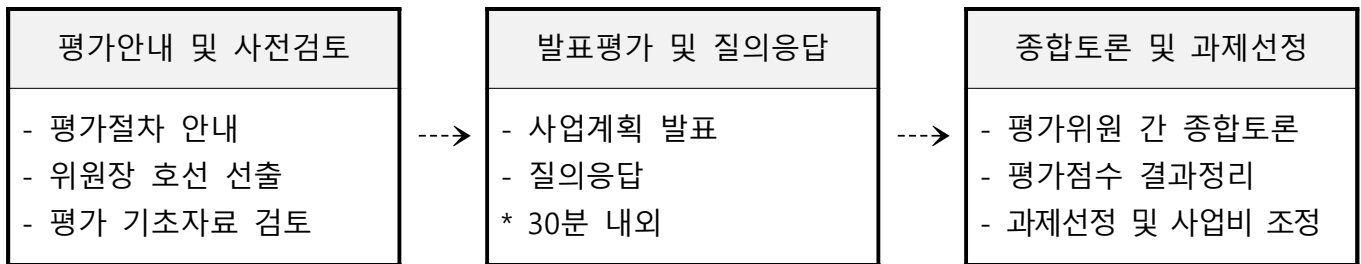 평가안내 및 사전검토
- 평가절차 안내
- 위원장 호선 선출
- 평가 기초자료 검토
발표평가 및 질의응답
- 사업계획 발표
- 질의응답
* 30분 내외
종합토론 및 과제선정
- 평가위원 간 종합토론
- 평가점수 결과정리
- 과제선정 및 사업비 조정